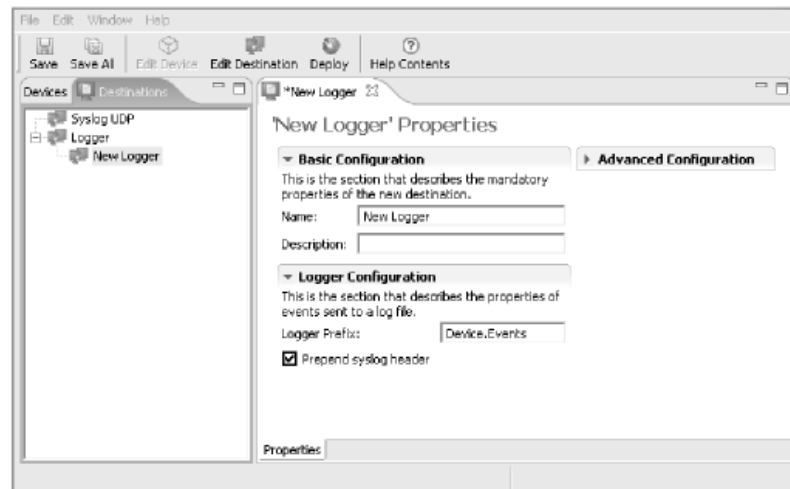 File Edit Window Help
Save Save All Edit Device Edit Destination Deploy Help Contents
Devices Destinations
*New Logger
Syslog UDP
Logger
New Logger
'New Logger' Properties
Basic Configuration
This is the section that describes the mandatory
properties of the new destination.
Name: New Logger
Description:
Advanced Configuration
Logger Configuration
This is the section that describes the properties of
events sent to a log file.
Logger Prefix: Device.Events
Prepend syslog header
Properties